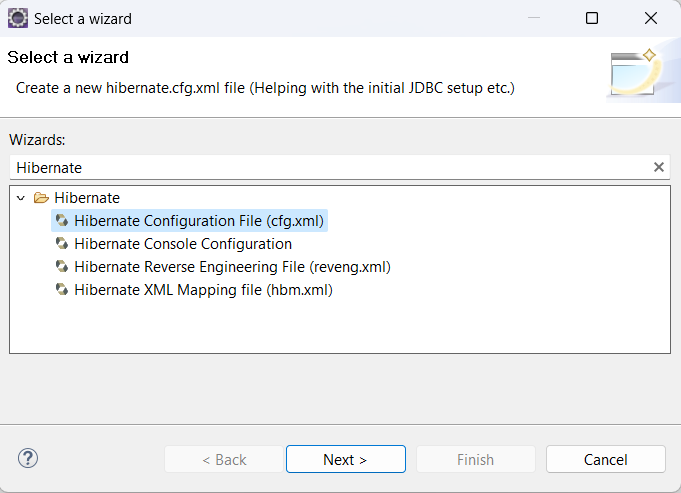 Select a wizard
Select a wizard
Create a new hibernate.cfg.xml file (Helping with the initial JDBC setup etc.)
Wizards:
Hibernate
Hibernate
Hibernate Configuration File (cfg.xml)
Hibernate Console Configuration
Hibernate Reverse Engineering File (reveng.xml)
Hibernate XML Mapping file (hbm.xml)
? < Back Next > Finish Cancel